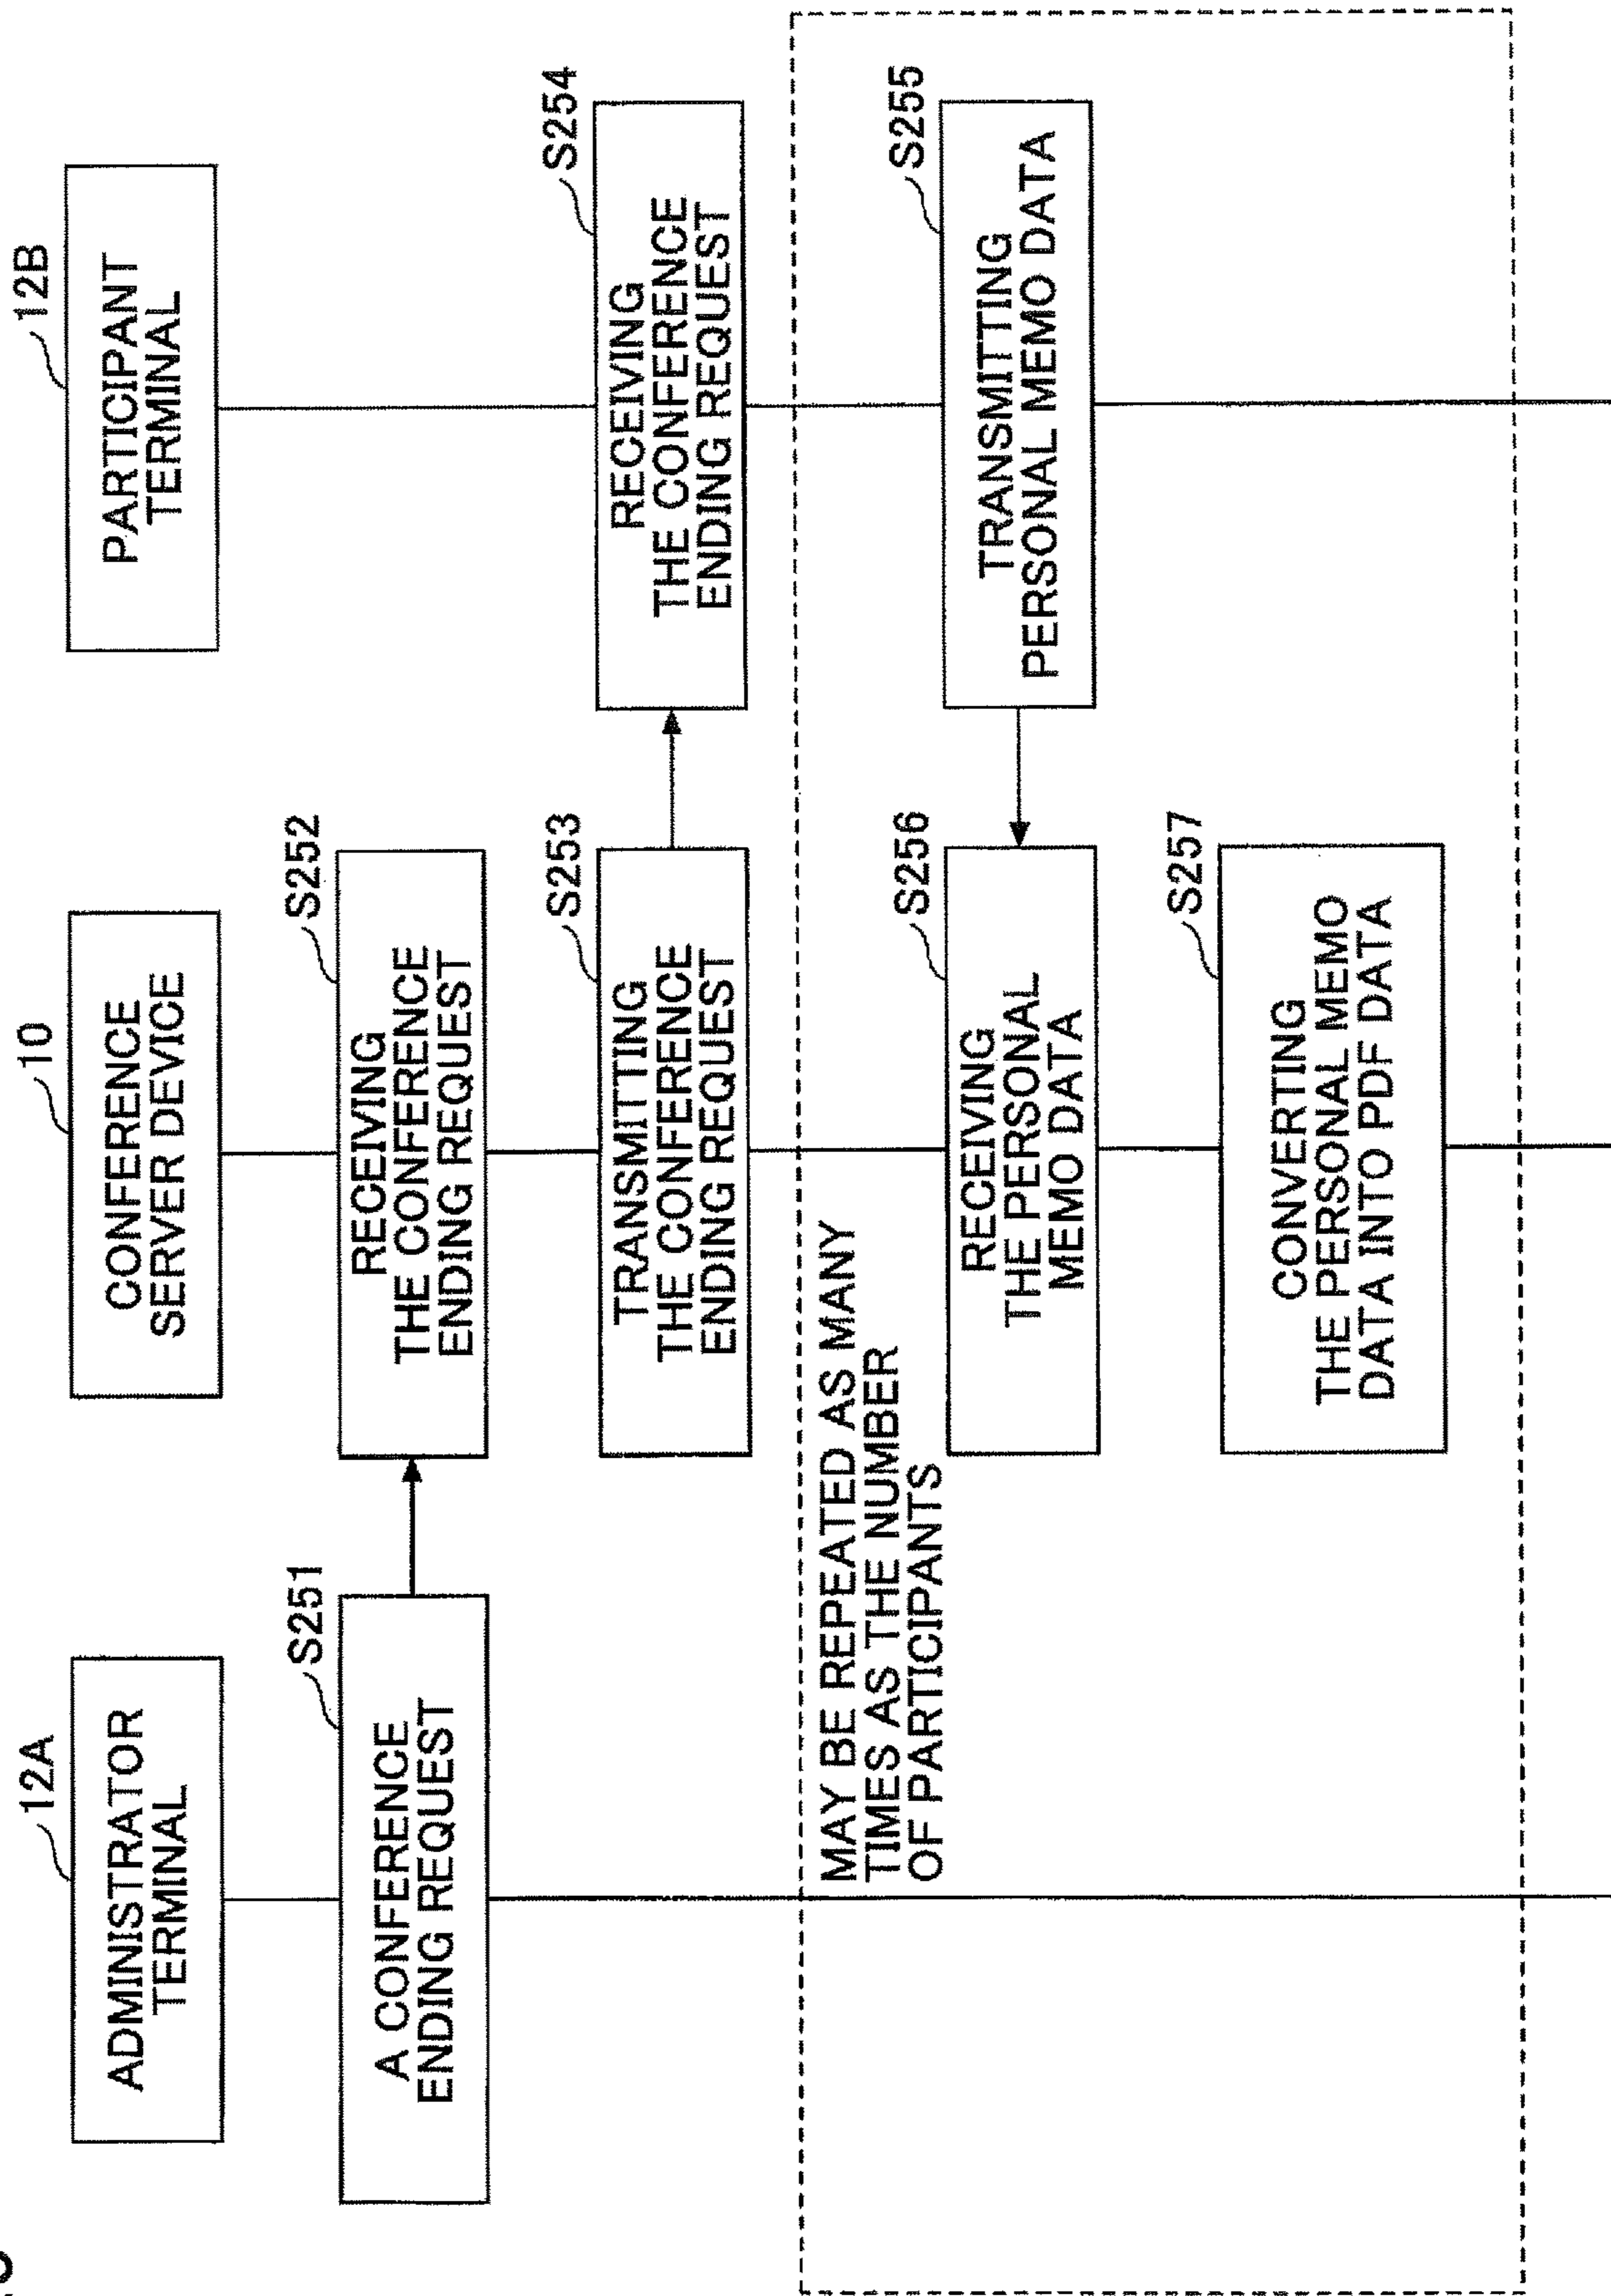 12A
ADMINISTRATOR
TERMINAL
10
CONFERENCE
SERVER DEVICE
12B
PARTICIPANT
TERMINAL
S251
A CONFERENCE
ENDING REQUEST
S252
RECEIVING
THE CONFERENCE
ENDING REQUEST
S253
TRANSMITTING
THE CONFERENCE
ENDING REQUEST
S254
RECEIVING
THE CONFERENCE
ENDING REQUEST
MAY BE REPEATED AS MANY
TIMES AS THE NUMBER
OF PARTICIPANTS
S255
TRANSMITTING
PERSONAL MEMO DATA
S256
RECEIVING
THE PERSONAL
MEMO DATA
S257
CONVERTING
THE PERSONAL MEMO
DATA INTO PDF DATA